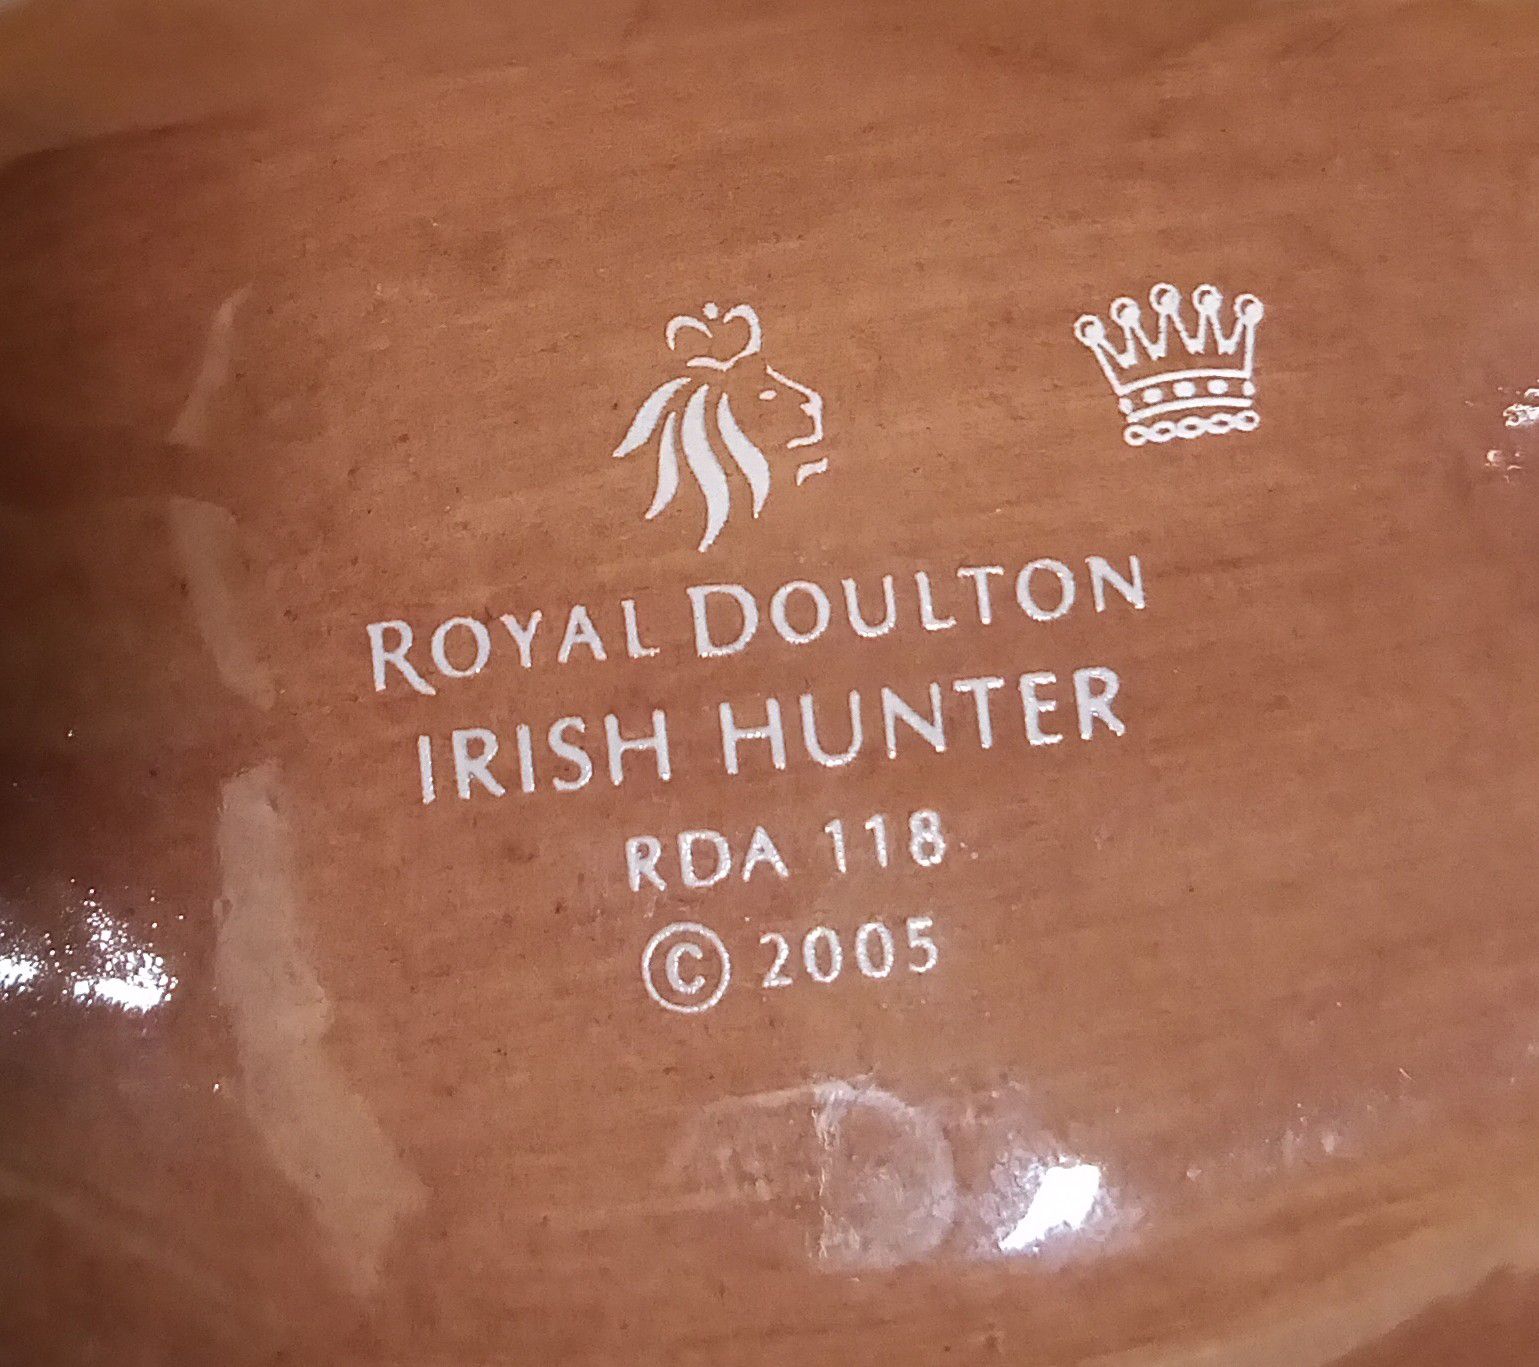 ROYAL DOULTON
IRISH HUNTER
RDA 118
© 2005